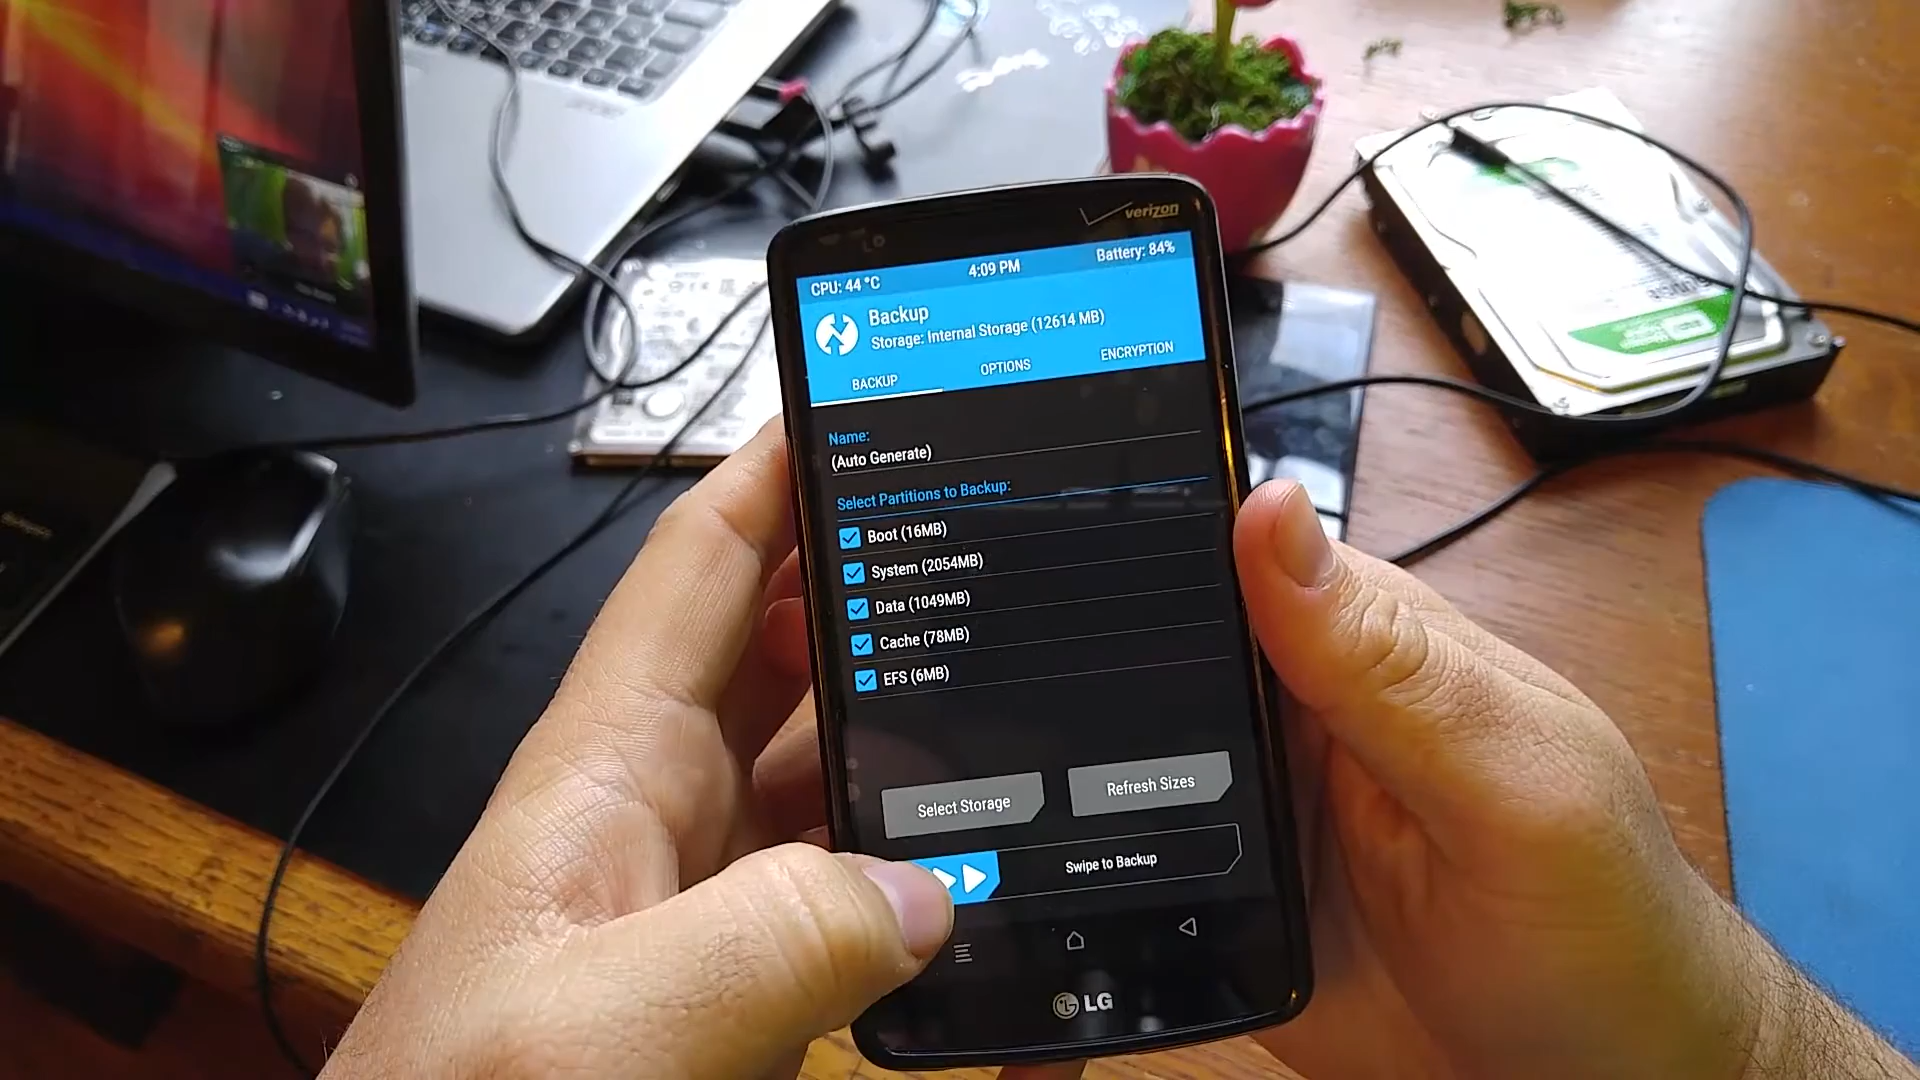 verizon
LG
CPU: 44 °C
4:09 PM
Battery: 84%
Backup
Storage: Internal Storage (12614 MB)
BACKUP
OPTIONS
ENCRYPTION
Name:
(Auto Generate)
Select Partitions to Backup:
Boot (16MB)
System (2054MB)
Data (1049MB)
Cache (78MB)
EFS (6MB)
Select Storage
Refresh Sizes
Swipe to Backup
LG